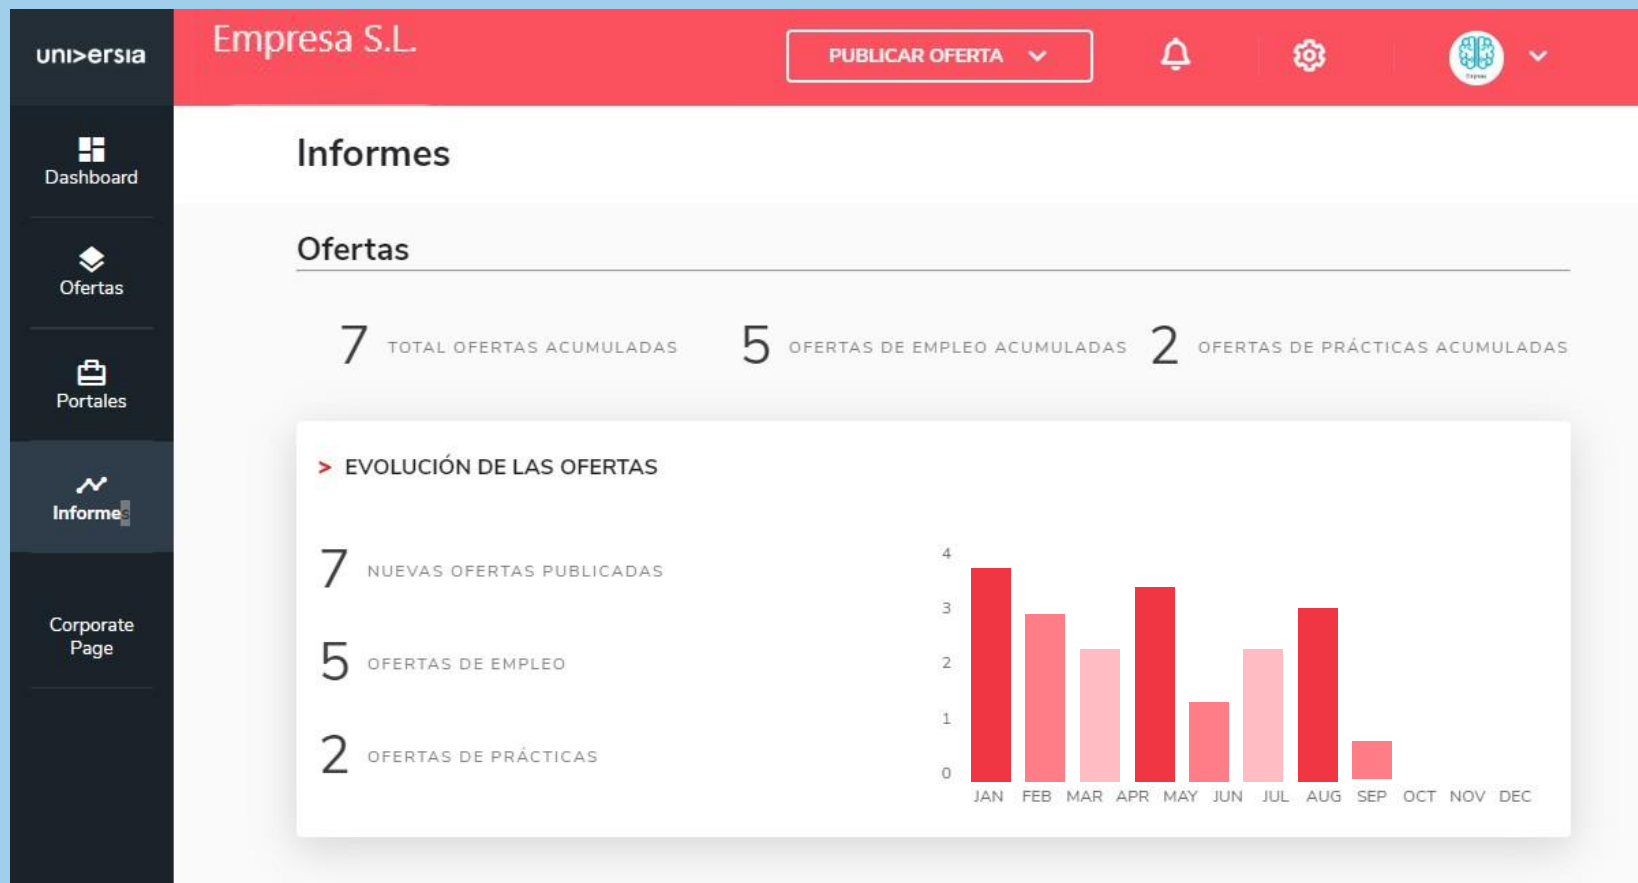 unı>ersıa
Empresa S.L.
PUBLICAR OFERTA
Dashboard
Ofertas
Portales
Informes
Corporate
Page
Informes
Ofertas
7 TOTAL OFERTAS ACUMULADAS
5 OFERTAS DE EMPLEO ACUMULADAS
2 OFERTAS DE PRÁCTICAS ACUMULADAS
> EVOLUCIÓN DE LAS OFERTAS
7 NUEVAS OFERTAS PUBLICADAS
5 OFERTAS DE EMPLEO
2 OFERTAS DE PRÁCTICAS
4
3
2
1
0
JAN FEB MAR APR MAY JUN JUL AUG SEP OCT NOV DEC